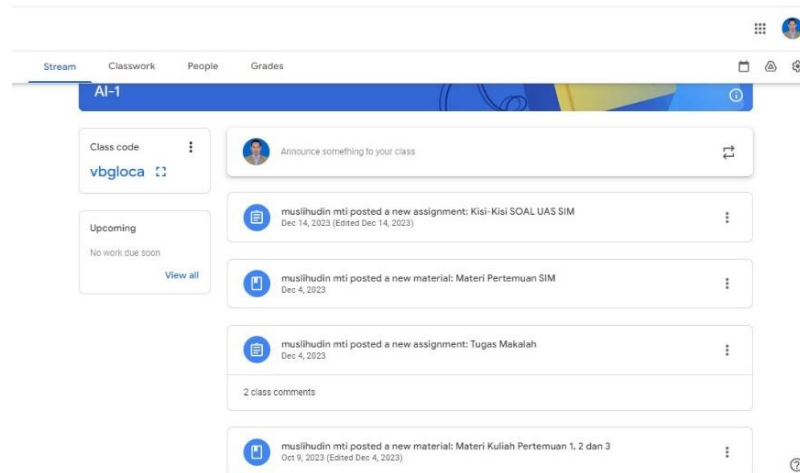 Stream Classwork People Grades
AI-1
Class code
vbgloca
Upcoming
No work due soon
View all
Announce something to your class
muslihudin mti posted a new assignment: Kisi-Kisi SOAL UAS SIM
Dec 14, 2023 (Edited Dec 14, 2023)
muslihudin mti posted a new material: Materi Pertemuan SIM
Dec 4, 2023
muslihudin mti posted a new assignment: Tugas Makalah
Dec 4, 2023
2 class comments
muslihudin mti posted a new material: Materi Kuliah Pertemuan 1, 2 dan 3
Oct 9, 2023 (Edited Dec 4, 2023)